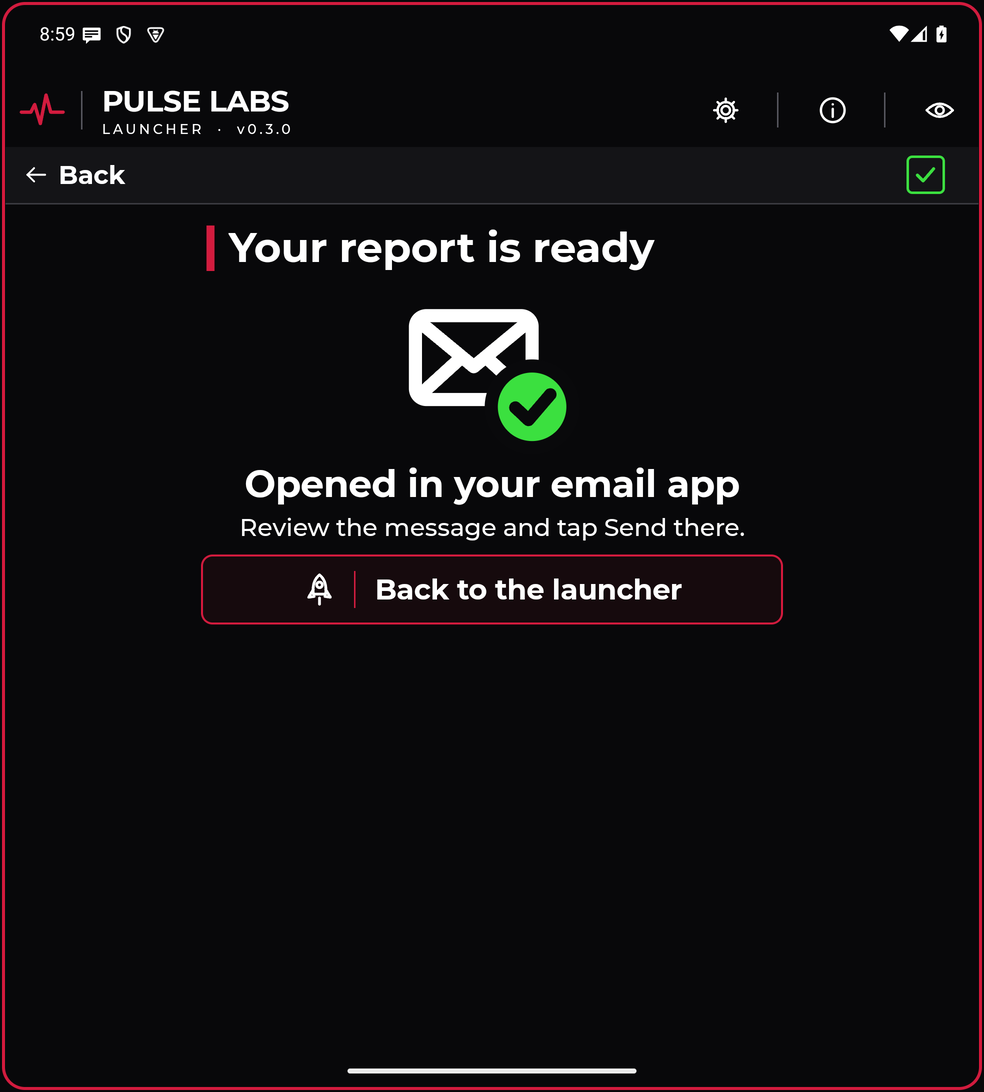 8:59
PULSE LABS
LAUNCHER · v0.3.0
Back
Your report is ready
Opened in your email app
Review the message and tap Send there.
Back to the launcher